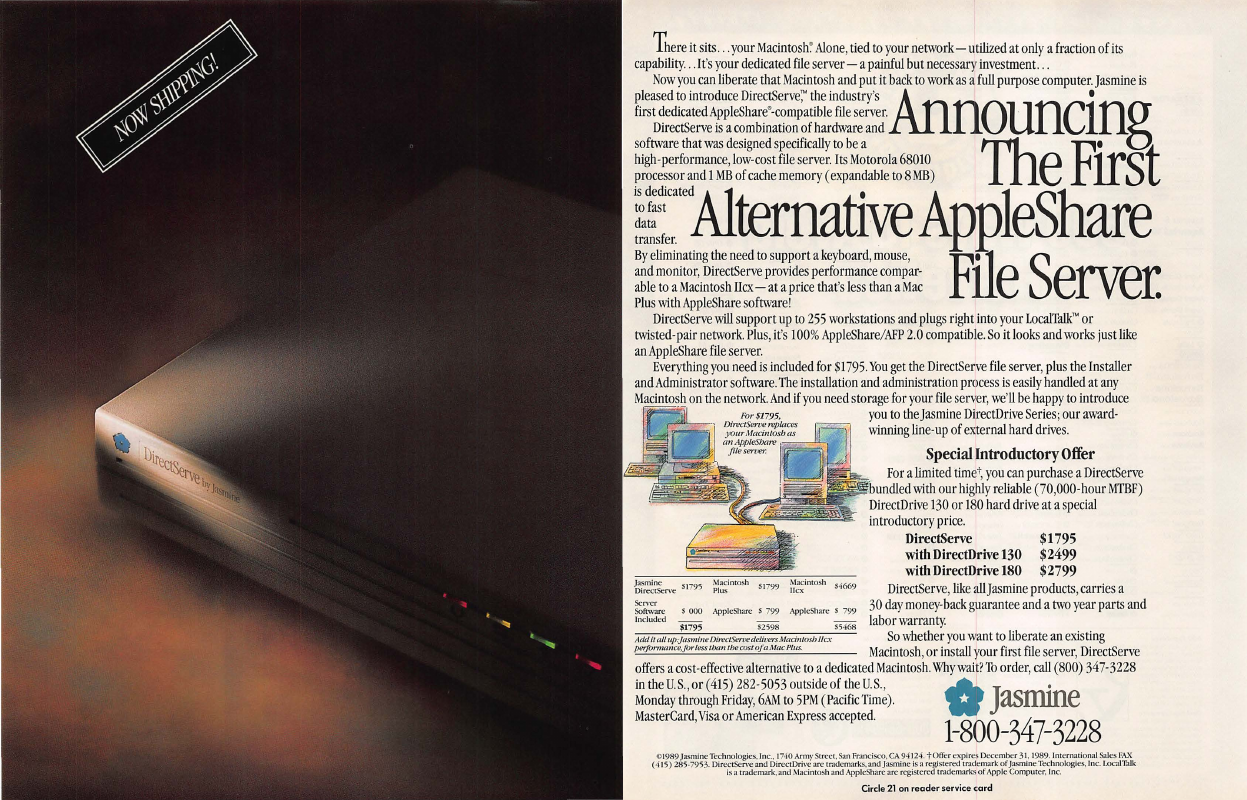 NOW SHIPPING!
DirectServe by Jasmine
There it sits...your Macintosh.® Alone, tied to your network — utilized at only a fraction of its
capability...It's your dedicated file server — a painful but necessary investment...
Now you can liberate that Macintosh and put it back to work as a full purpose computer. Jasmine is
pleased to introduce DirectServe,™ the industry's
first dedicated AppleShare®-compatible file server.
DirectServe is a combination of hardware and
software that was designed specifically to be a
high-performance, low-cost file server. Its Motorola 68010
processor and 1 MB of cache memory (expandable to 8 MB)
is dedicated
to fast
data
transfer.
Announcing
The First
Alternative AppleShare
File Server.
By eliminating the need to support a keyboard, mouse,
and monitor, DirectServe provides performance compar-
able to a Macintosh IIcx — at a price that's less than a Mac
Plus with AppleShare software!
DirectServe will support up to 255 workstations and plugs right into your LocalTalk™ or
twisted-pair network. Plus, it's 100% AppleShare/AFP 2.0 compatible. So it looks and works just like
an AppleShare file server.
Everything you need is included for $1795. You get the DirectServe file server, plus the Installer
and Administrator software. The installation and administration process is easily handled at any
Macintosh on the network. And if you need storage for your file server, we'll be happy to introduce
you to the Jasmine DirectDrive Series; our award-
winning line-up of external hard drives.
For $1795,
DirectServe replaces
your Macintosh as
an AppleShare
file server.
Special Introductory Offer
For a limited time†, you can purchase a DirectServe
bundled with our highly reliable (70,000-hour MTBF)
DirectDrive 130 or 180 hard drive at a special
introductory price.
DirectServe $1795
with DirectDrive 130 $2499
with DirectDrive 180 $2799
Jasmine DirectServe $1795 Macintosh Plus $1799 Macintosh IIcx $4669
Server Software Included $ 000 AppleShare $ 799 AppleShare $ 799
$1795 $2598 $5468
Add it all up: Jasmine DirectServe delivers Macintosh IIcx
performance, for less than the cost of a Mac Plus.
DirectServe, like all Jasmine products, carries a
30 day money-back guarantee and a two year parts and
labor warranty.
So whether you want to liberate an existing
Macintosh, or install your first file server, DirectServe
offers a cost-effective alternative to a dedicated Macintosh. Why wait? To order, call (800) 347-3228
in the U.S., or (415) 282-5053 outside of the U.S.,
Monday through Friday, 6AM to 5PM (Pacific Time).
MasterCard, Visa or American Express accepted.
Jasmine
1-800-347-3228
©1989 Jasmine Technologies, Inc., 1740 Army Street, San Francisco, CA 94124. †Offer expires December 31, 1989. International Sales FAX
(415) 285-7953. DirectServe and DirectDrive are trademarks, and Jasmine is a registered trademark of Jasmine Technologies, Inc. LocalTalk
is a trademark, and Macintosh and AppleShare are registered trademarks of Apple Computer, Inc.
Circle 21 on reader service card